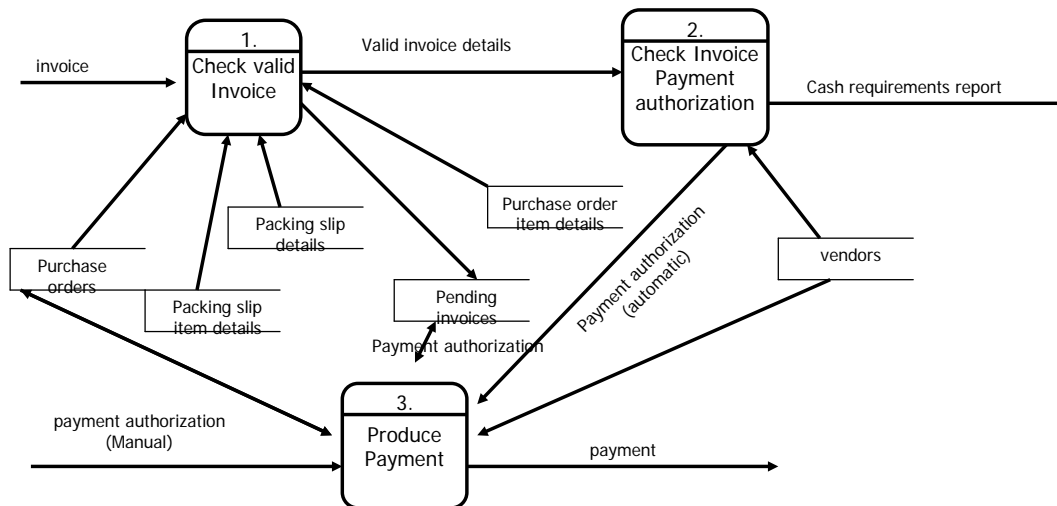 1.
Check valid
Invoice
invoice
Valid invoice details
2.
Check Invoice
Payment
authorization
Cash requirements report
Purchase order
item details
Packing slip
details
Purchase
orders
Packing slip
item details
Pending
invoices
Payment authorization
Payment authorization
(automatic)
vendors
3.
Produce
Payment
payment authorization
(Manual)
payment